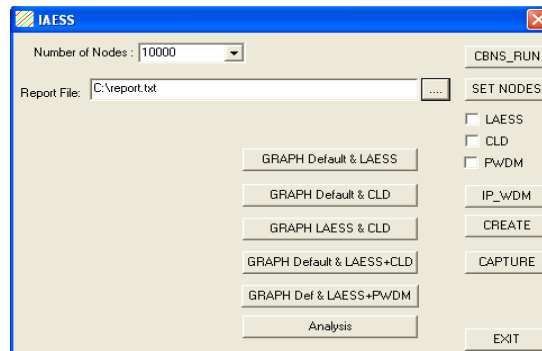 IAESS
Number of Nodes : 10000
CBNS_RUN
Report File: C:\report.txt
....
SET NODES
LAESS
CLD
PWDM
GRAPH Default & LAESS
GRAPH Default & CLD
IP_WDM
GRAPH LAESS & CLD
CREATE
GRAPH Default & LAESS+CLD
CAPTURE
GRAPH Def & LAESS+PWDM
Analysis
EXIT